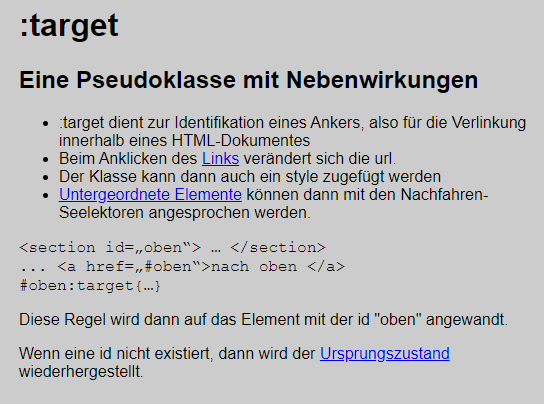 :target
Eine Pseudoklasse mit Nebenwirkungen
• :target dient zur Identifikation eines Ankers, also für die Verlinkung
innerhalb eines HTML-Dokumentes
• Beim Anklicken des Links verändert sich die url.
• Der Klasse kann dann auch ein style zugefügt werden
• Untergeordnete Elemente können dann mit den Nachfahren-
Seelektoren angesprochen werden.
<section id=„oben“> … </section>
... <a href=„#oben“>nach oben </a>
#oben:target{…}
Diese Regel wird dann auf das Element mit der id "oben" angewandt.
Wenn eine id nicht existiert, dann wird der Ursprungszustand
wiederhergestellt.